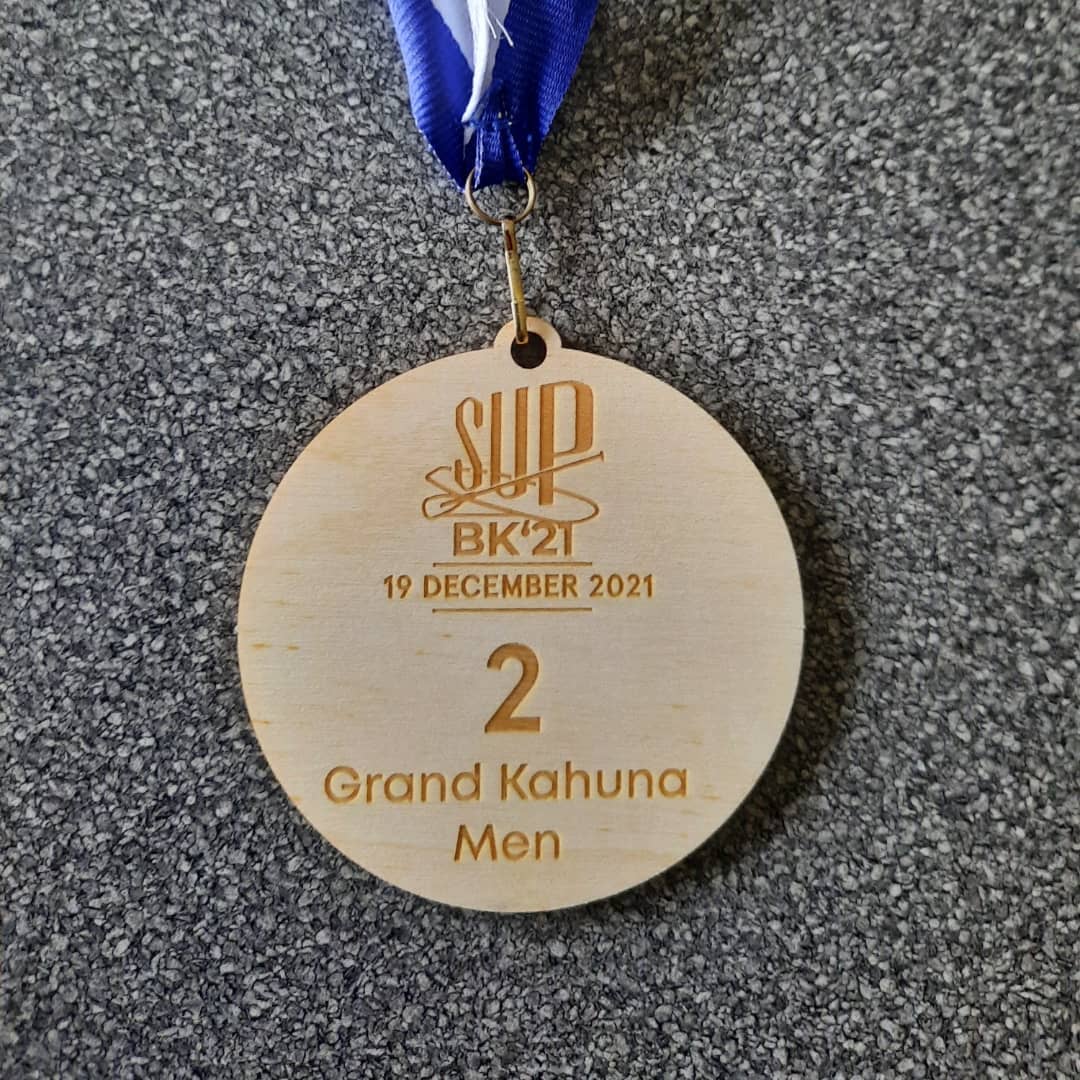 SUP
BK‘21
19 DECEMBER 2021
2
Grand Kahuna
Men